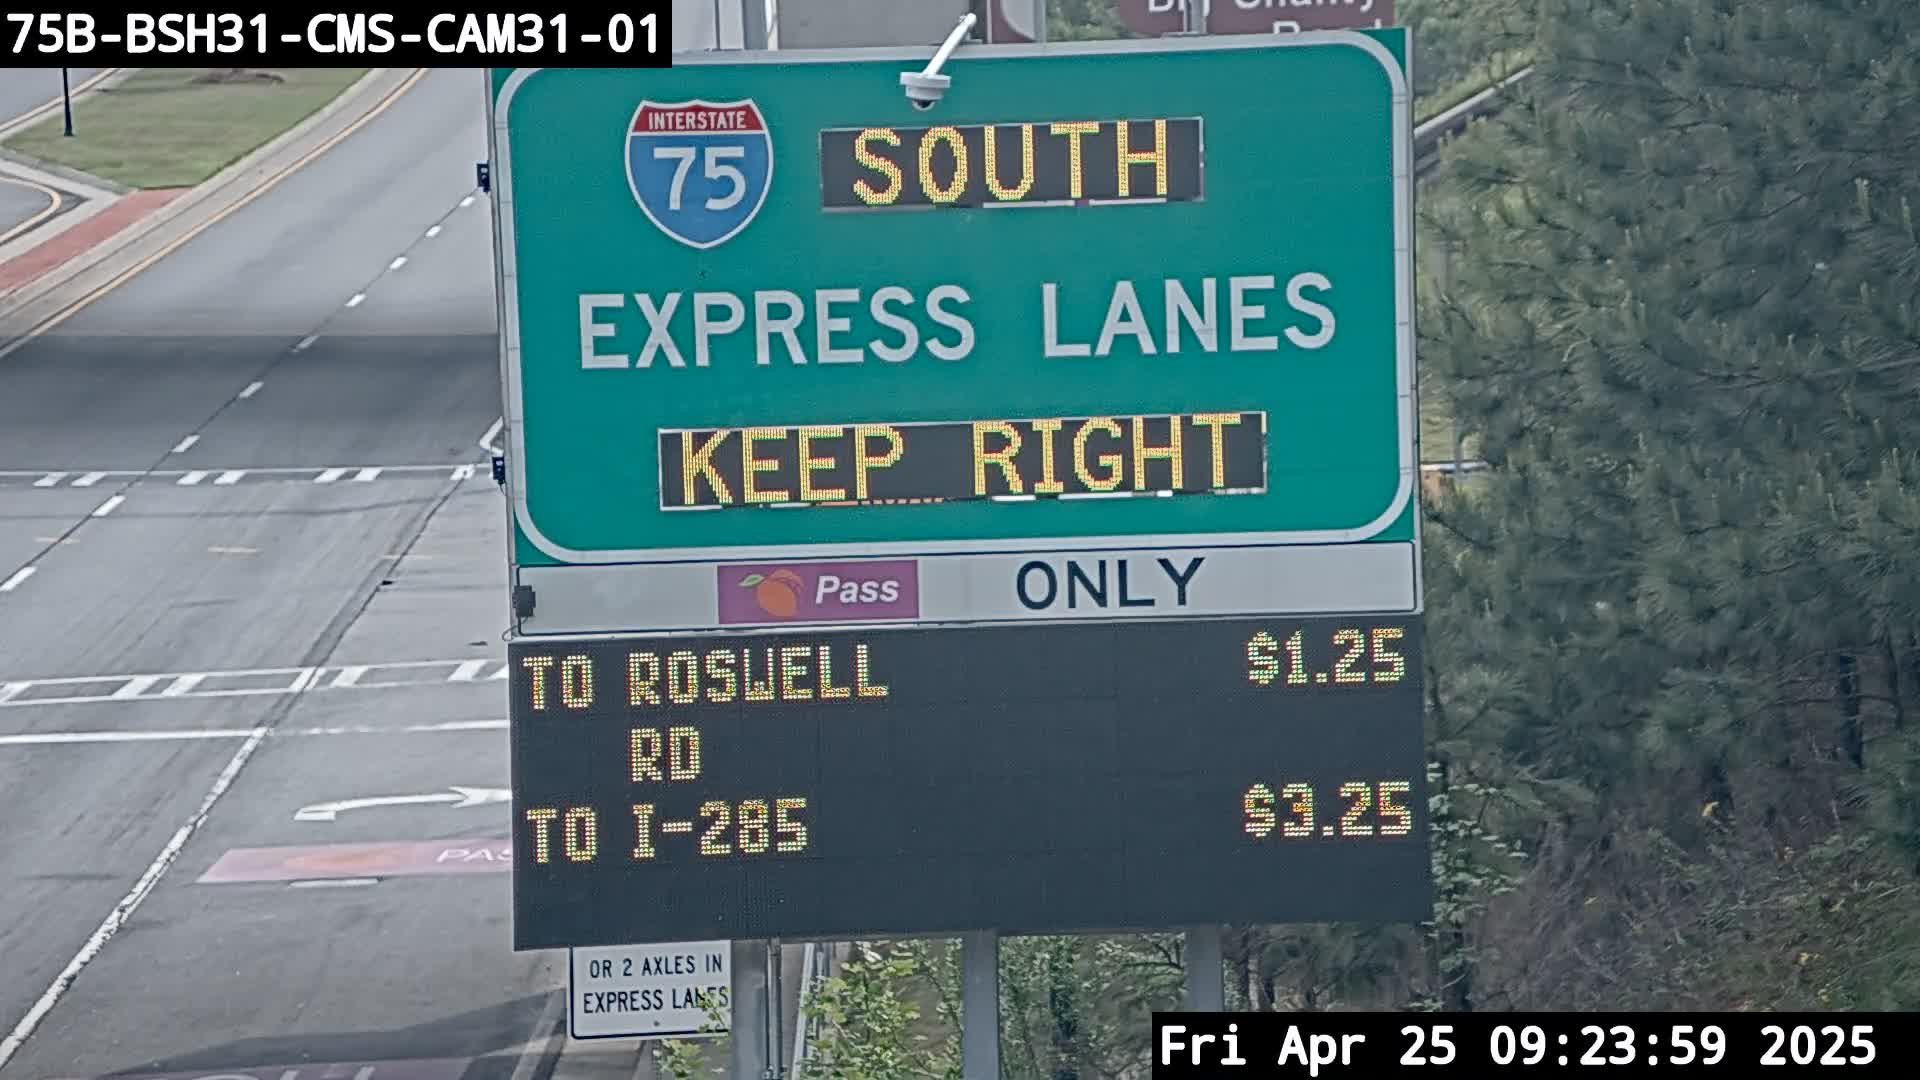 75B-BSH31-CMS-CAM31-01
INTERSTATE
75
SOUTH
EXPRESS LANES
KEEP RIGHT
Pass
ONLY
TO ROSWELL $1.25
RD
TO I-285 $3.25
OR 2 AXLES IN
EXPRESS LANES
Fri Apr 25 09:23:59 2025